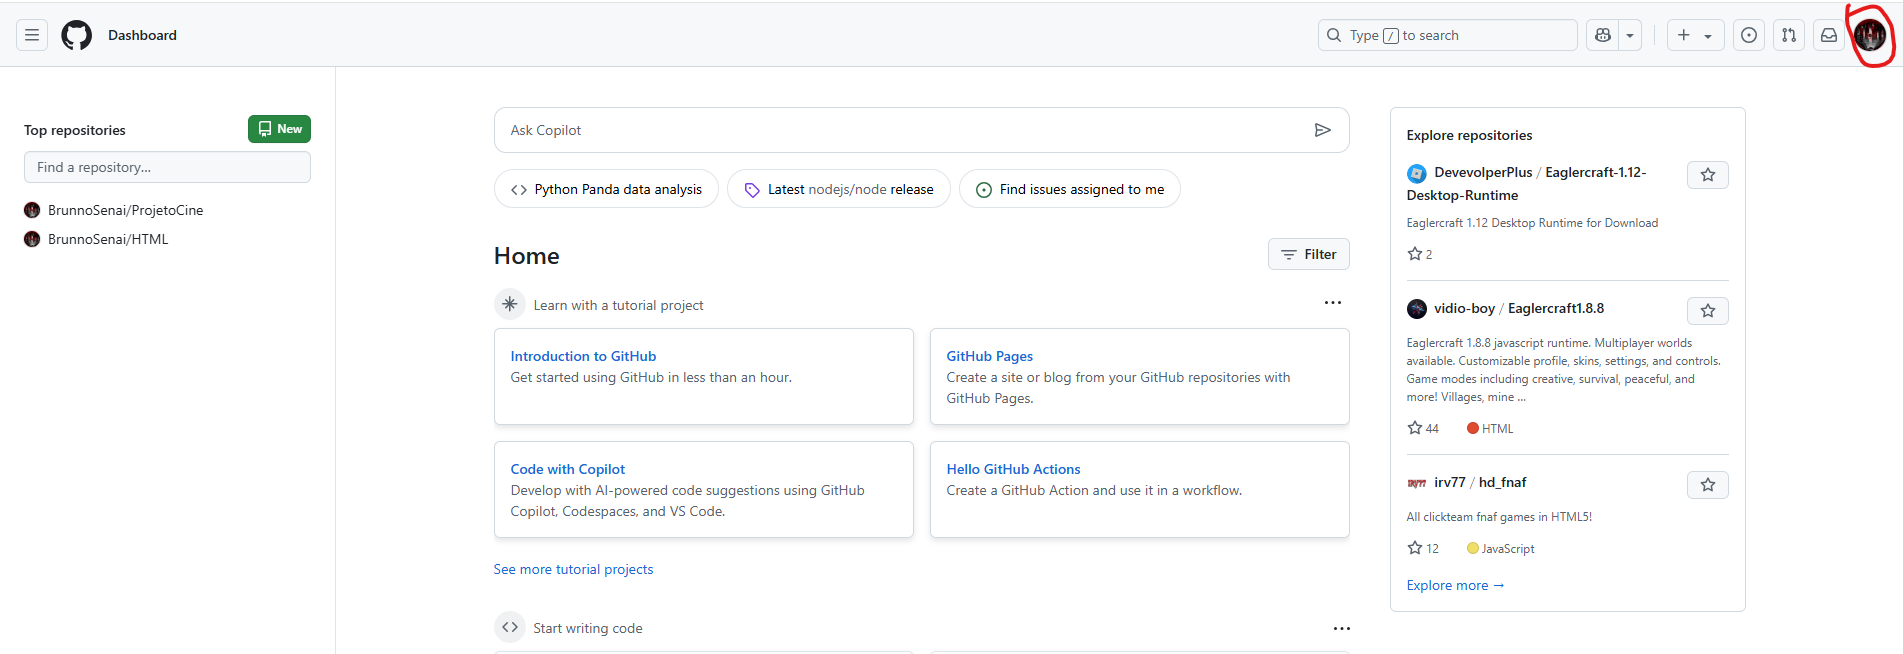 Dashboard
Type / to search
Top repositories
New
Find a repository...
BrunnoSenai/ProjetoCine
BrunnoSenai/HTML
Ask Copilot
Python Panda data analysis
Latest nodejs/node release
Find issues assigned to me
Home
Filter
Learn with a tutorial project
Introduction to GitHub
Get started using GitHub in less than an hour.
GitHub Pages
Create a site or blog from your GitHub repositories with
GitHub Pages.
Code with Copilot
Develop with AI-powered code suggestions using GitHub
Copilot, Codespaces, and VS Code.
Hello GitHub Actions
Create a GitHub Action and use it in a workflow.
See more tutorial projects
Start writing code
Explore repositories
DevevolperPlus / Eaglercraft-1.12-
Desktop-Runtime
Eaglercraft 1.12 Desktop Runtime for Download
2
vidio-boy / Eaglercraft1.8.8
Eaglercraft 1.8.8 javascript runtime. Multiplayer worlds
available. Customizable profile, skins, settings, and controls.
Game modes including creative, survival, peaceful, and
more! Villages, mine ...
44 HTML
irv77 / hd_fnaf
All clickteam fnaf games in HTML5!
12 JavaScript
Explore more →